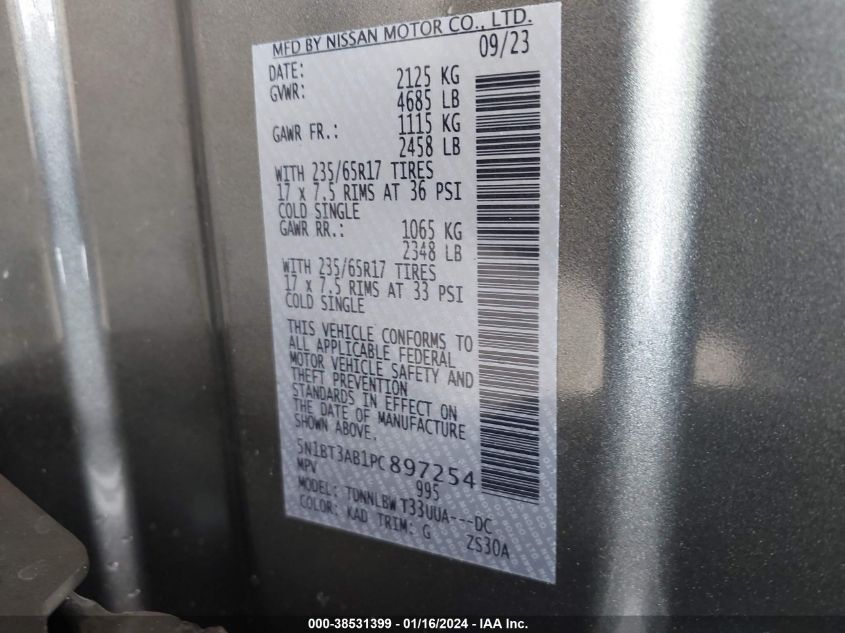 MFD BY NISSAN MOTOR CO., LTD.
DATE: 09/23
GVWR: 2125 KG
4685 LB
GAWR FR.: 1115 KG
2458 LB
WITH 235/65R17 TIRES
17 x 7.5 RIMS AT 36 PSI
COLD SINGLE
GAWR RR.: 1065 KG
2348 LB
WITH 235/65R17 TIRES
17 x 7.5 RIMS AT 33 PSI
COLD SINGLE
THIS VEHICLE CONFORMS TO
ALL APPLICABLE FEDERAL
MOTOR VEHICLE SAFETY AND
THEFT PREVENTION
STANDARDS IN EFFECT ON
THE DATE OF MANUFACTURE
SHOWN ABOVE.
5N1BT3AB1PC897254
MPV 995
MODEL: TDNNLBW T33UUA---DC
COLOR: KAD TRIM: G ZS30A
000-38531399 - 01/16/2024 - IAA Inc.